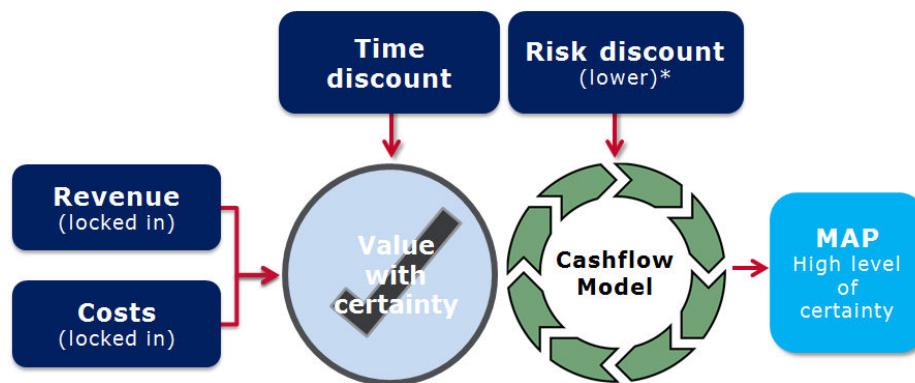 Time
discount
Risk discount
(lower)*
Revenue
(locked in)
Costs
(locked in)
Value
with
certainty
Cashflow
Model
MAP
High level
of
certainty